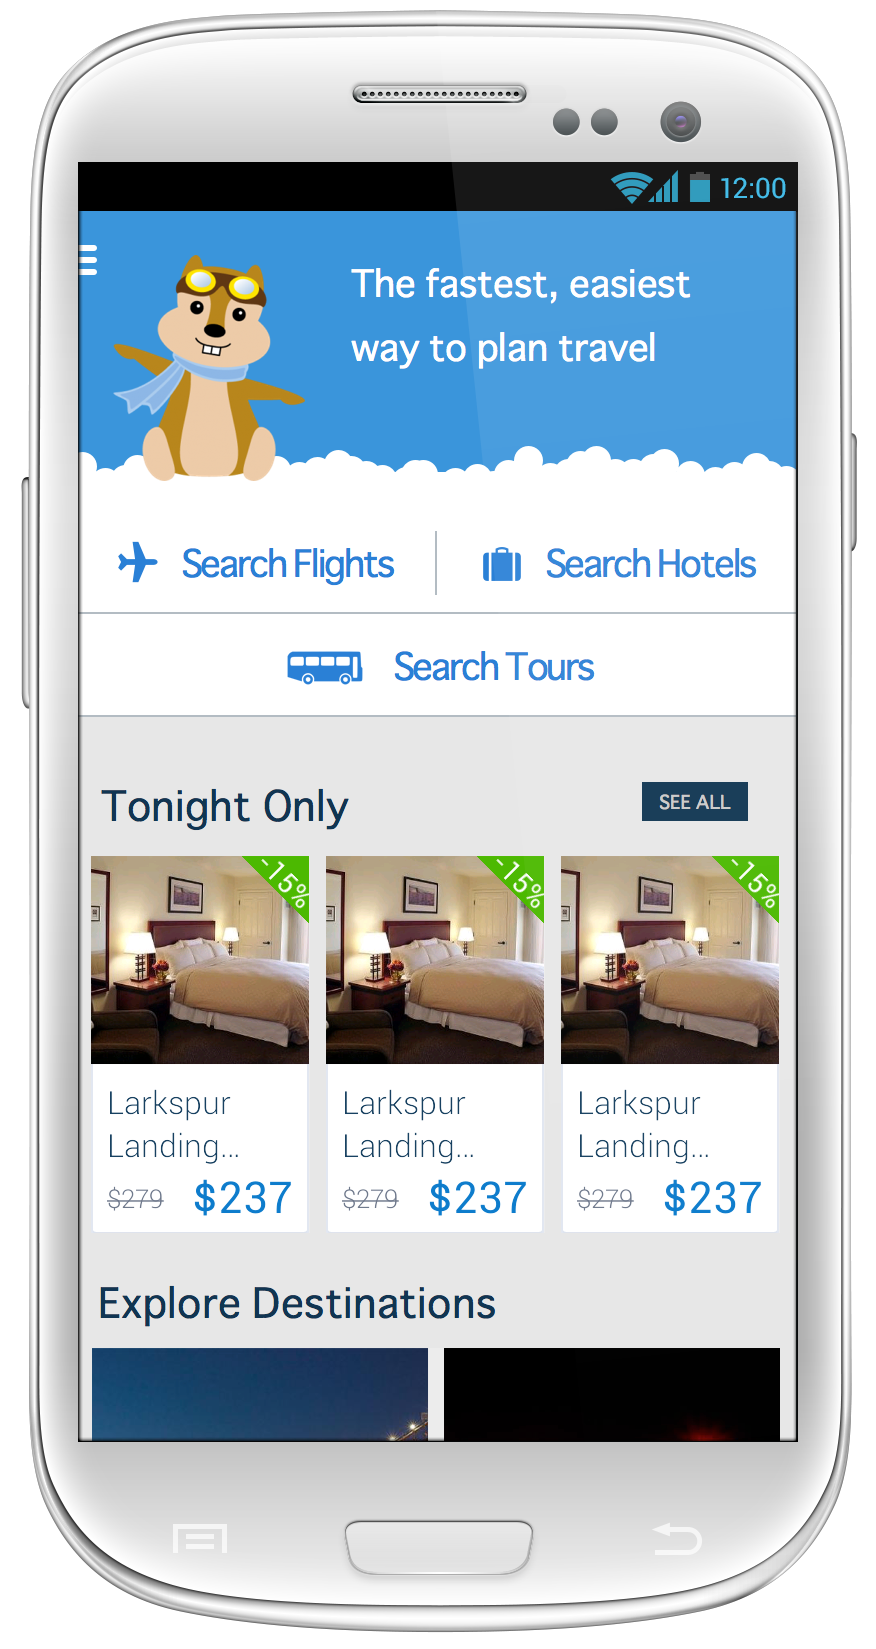 12:00
The fastest, easiest
way to plan travel
Search Flights
Search Hotels
Search Tours
Tonight Only
SEE ALL
-15%
-15%
-15%
Larkspur
Landing...
$279 $237
Larkspur
Landing...
$279 $237
Larkspur
Landing...
$279 $237
Explore Destinations